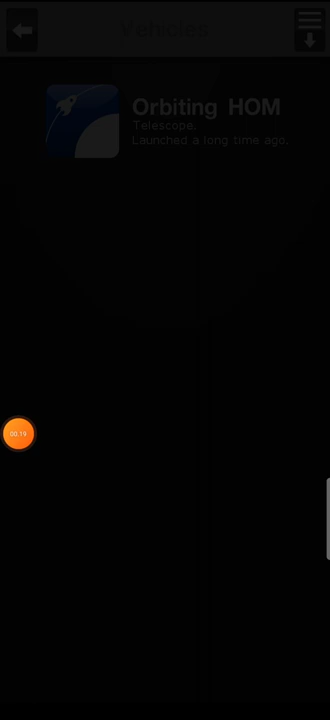 Vehicles
Orbiting HOM
Telescope.
Launched a long time ago.
00:19